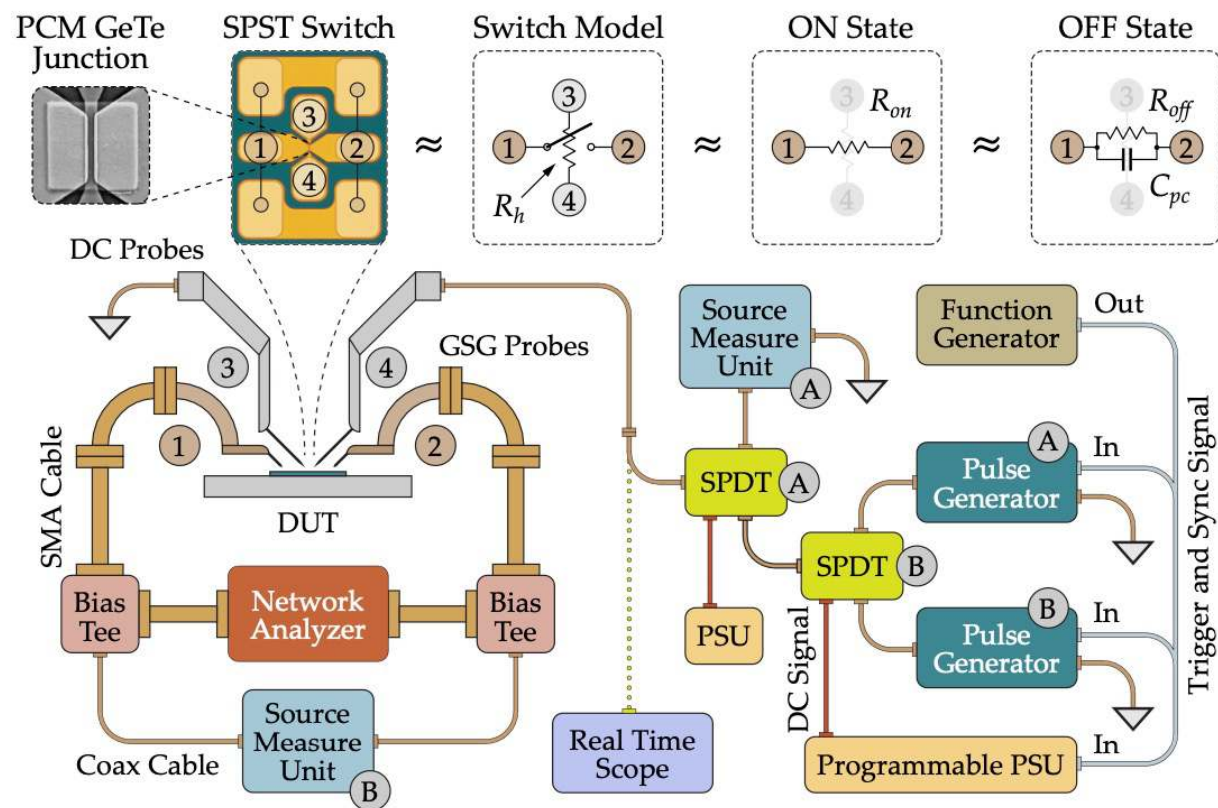 PCM GeTe
Junction
SPST Switch
Switch Model
ON State
OFF State
3
1
2
4
≈
3
1
2
4
R_h
≈
3
R_on
1
2
4
≈
3
R_off
1
2
4
C_pc
DC Probes
3
4
GSG Probes
1
2
SMA Cable
DUT
Bias
Tee
Network
Analyzer
Bias
Tee
Source
Measure
Unit
B
Coax Cable
Real Time
Scope
Source
Measure
Unit
A
SPDT
A
PSU
SPDT
B
DC Signal
Function
Generator
Out
Pulse
Generator
A
In
Pulse
Generator
B
In
Programmable PSU
In
Trigger and Sync Signal